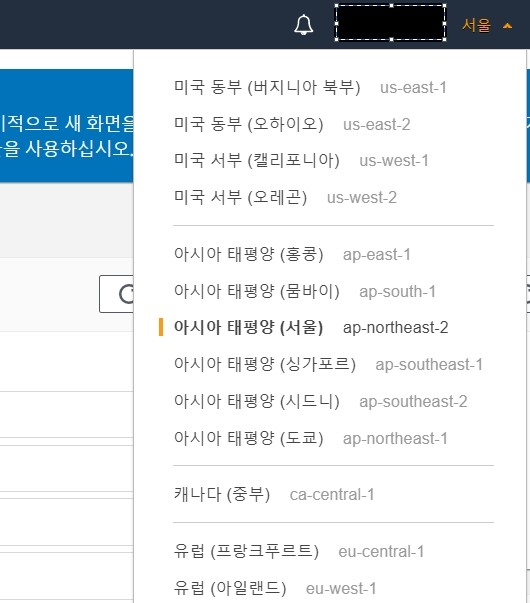 서울
미국 동부 (버지니아 북부) us-east-1
미국 동부 (오하이오) us-east-2
미국 서부 (캘리포니아) us-west-1
미국 서부 (오레곤) us-west-2
적으로 새 화면을
을 사용하십시오.
아시아 태평양 (홍콩) ap-east-1
아시아 태평양 (뭄바이) ap-south-1
아시아 태평양 (서울) ap-northeast-2
아시아 태평양 (싱가포르) ap-southeast-1
아시아 태평양 (시드니) ap-southeast-2
아시아 태평양 (도쿄) ap-northeast-1
캐나다 (중부) ca-central-1
유럽 (프랑크푸르트) eu-central-1
유럽 (아일랜드) eu-west-1